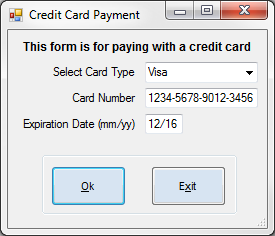 Credit Card Payment
This form is for paying with a credit card
Select Card Type Visa
Card Number 1234-5678-9012-3456
Expiration Date (mm/yy) 12/16
Ok Exit